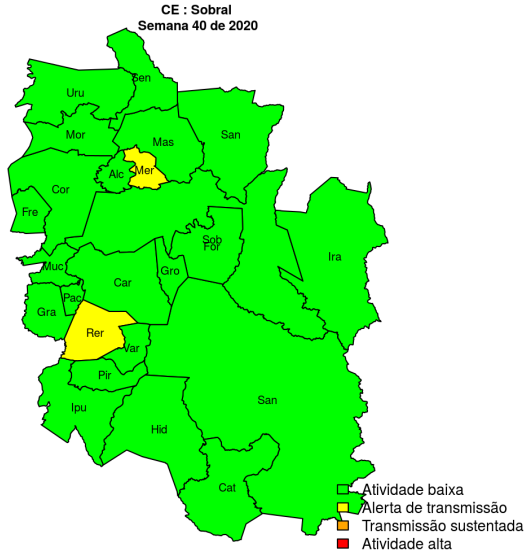 CE : Sobral
Semana 40 de 2020
Sen
Uru
Mor
Mas
San
Alc
Mer
Cor
Fre
Sob
For
Ira
Muc
Gro
Car
Pac
Gra
Rer
Var
Pir
San
Ipu
Hid
Cat
Atividade baixa
Alerta de transmissão
Transmissão sustentada
Atividade alta